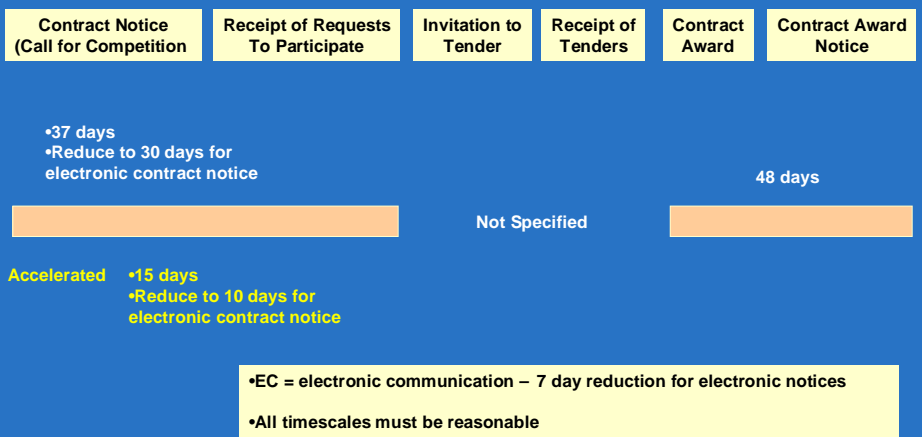 Contract Notice
(Call for Competition
Receipt of Requests
To Participate
Invitation to
Tender
Receipt of
Tenders
Contract
Award
Contract Award
Notice
•37 days
•Reduce to 30 days for
electronic contract notice
48 days
Not Specified
Accelerated
•15 days
•Reduce to 10 days for
electronic contract notice
•EC = electronic communication – 7 day reduction for electronic notices
•All timescales must be reasonable